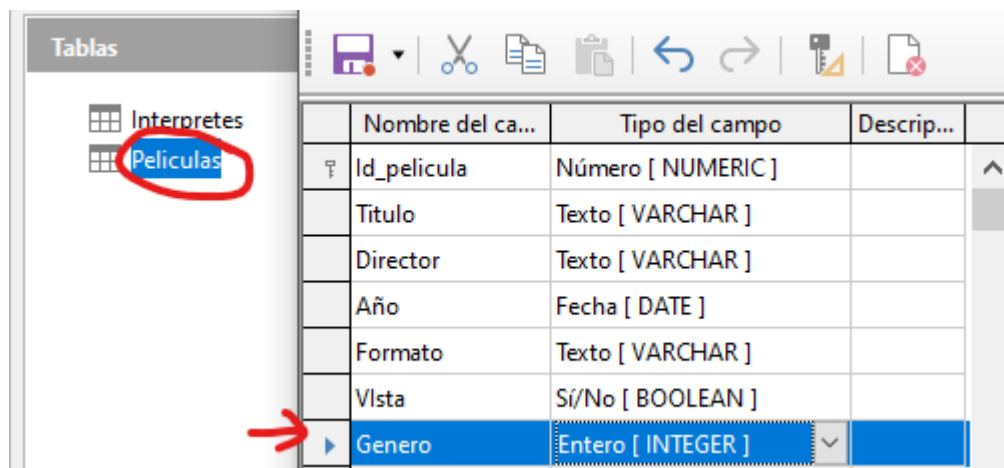 Tablas
Interpretes
Peliculas
Nombre del ca... Tipo del campo Descrip...
Id_pelicula Número [ NUMERIC ]
Titulo Texto [ VARCHAR ]
Director Texto [ VARCHAR ]
Año Fecha [ DATE ]
Formato Texto [ VARCHAR ]
VIsta Sí/No [ BOOLEAN ]
Genero Entero [ INTEGER ]